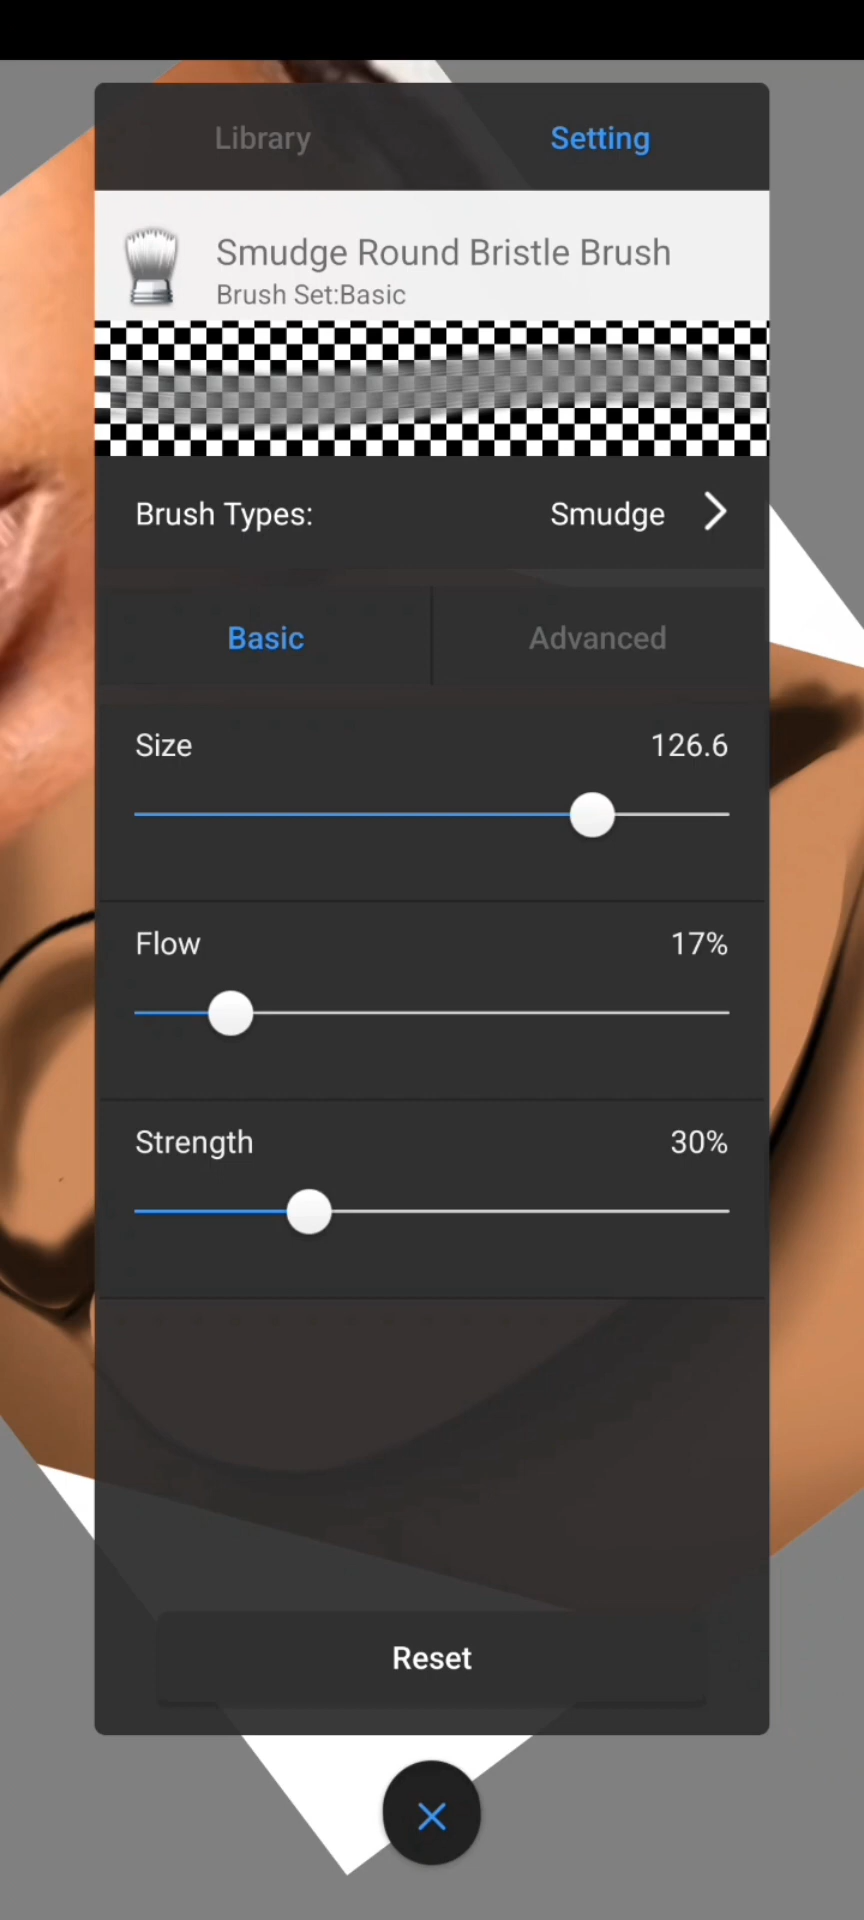 Library Setting
Smudge Round Bristle Brush
Brush Set:Basic
Brush Types: Smudge
Basic Advanced
Size 126.6
Flow 17%
Strength 30%
Reset